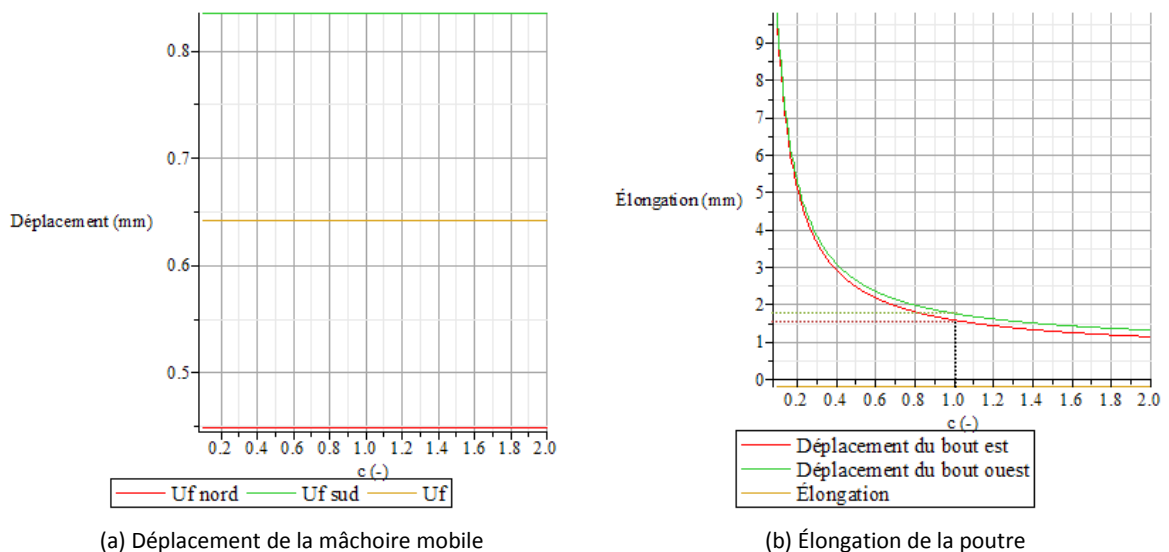 0.8
0.7
Déplacement (mm)
0.6
0.5
0.2 0.4 0.6 0.8 1.0 1.2 1.4 1.6 1.8 2.0
c (-)
Uf nord Uf sud Uf
(a) Déplacement de la mâchoire mobile
9
8
7
6
Élongation (mm)
5
4
3
2
1
0
0.2 0.4 0.6 0.8 1.0 1.2 1.4 1.6 1.8 2.0
c (-)
Déplacement du bout est
Déplacement du bout ouest
Élongation
(b) Élongation de la poutre